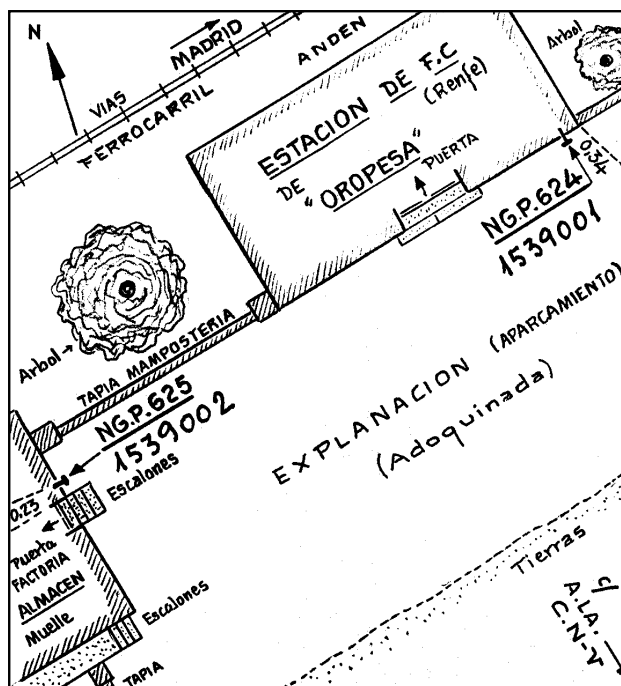 N
VIAS
MADRID
FERROCARRIL
ANDEN
Arbol
ESTACION DE F.C
(Renfe)
DE "OROPESA"
PUERTA
0,34
NG.P.624
1539001
Arbol
TAPIA MAMPOSTERIA
NG.P.625
1539002
EXPLANACION (APARCAMIENTO)
(Adoquinada)
Escalones
0,23
Puerta
FACTORIA
ALMACEN
Muelle
Escalones
TAPIA
Tierras
c/
A.LA:
C.N-V